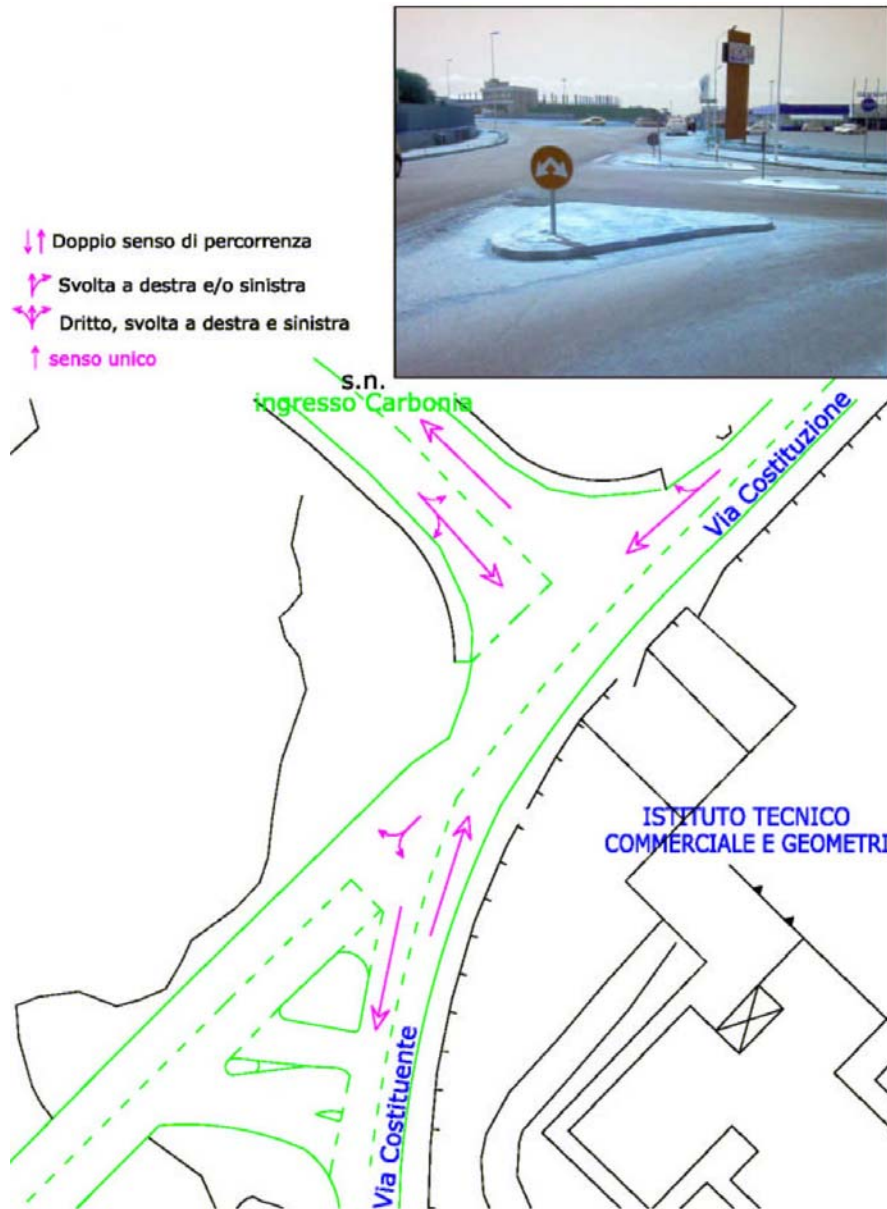 Doppio senso di percorrenza
Svolta a destra e/o sinistra
Dritto, svolta a destra e sinistra
senso unico
s.n.
ingresso Carbonia
Via Costituzione
ISTITUTO TECNICO
COMMERCIALE E GEOMETRI
Via Costituente